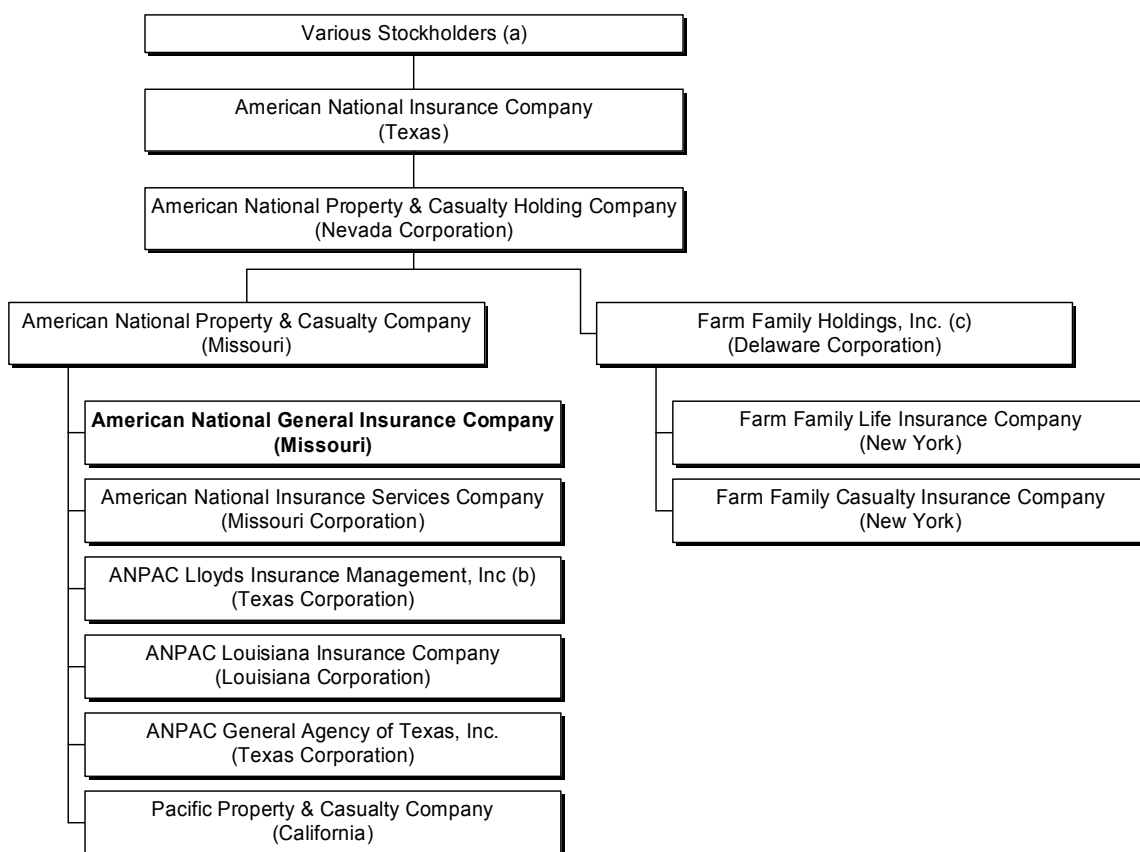 Various Stockholders (a)
American National Insurance Company
(Texas)
American National Property & Casualty Holding Company
(Nevada Corporation)
American National Property & Casualty Company
(Missouri)
Farm Family Holdings, Inc. (c)
(Delaware Corporation)
American National General Insurance Company
(Missouri)
American National Insurance Services Company
(Missouri Corporation)
ANPAC Lloyds Insurance Management, Inc (b)
(Texas Corporation)
ANPAC Louisiana Insurance Company
(Louisiana Corporation)
ANPAC General Agency of Texas, Inc.
(Texas Corporation)
Pacific Property & Casualty Company
(California)
Farm Family Life Insurance Company
(New York)
Farm Family Casualty Insurance Company
(New York)